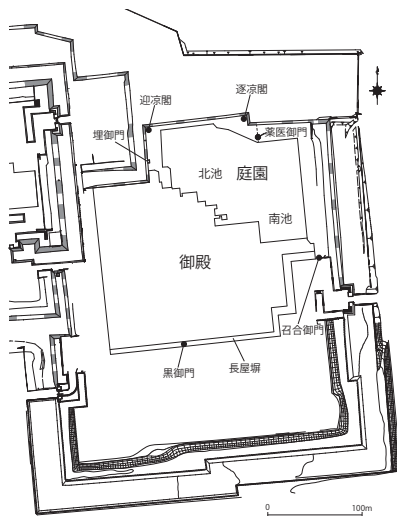 逐涼閣
迎涼閣
薬医御門
埋御門
北池
庭園
南池
御殿
召合御門
長屋塀
黒御門
0
100m